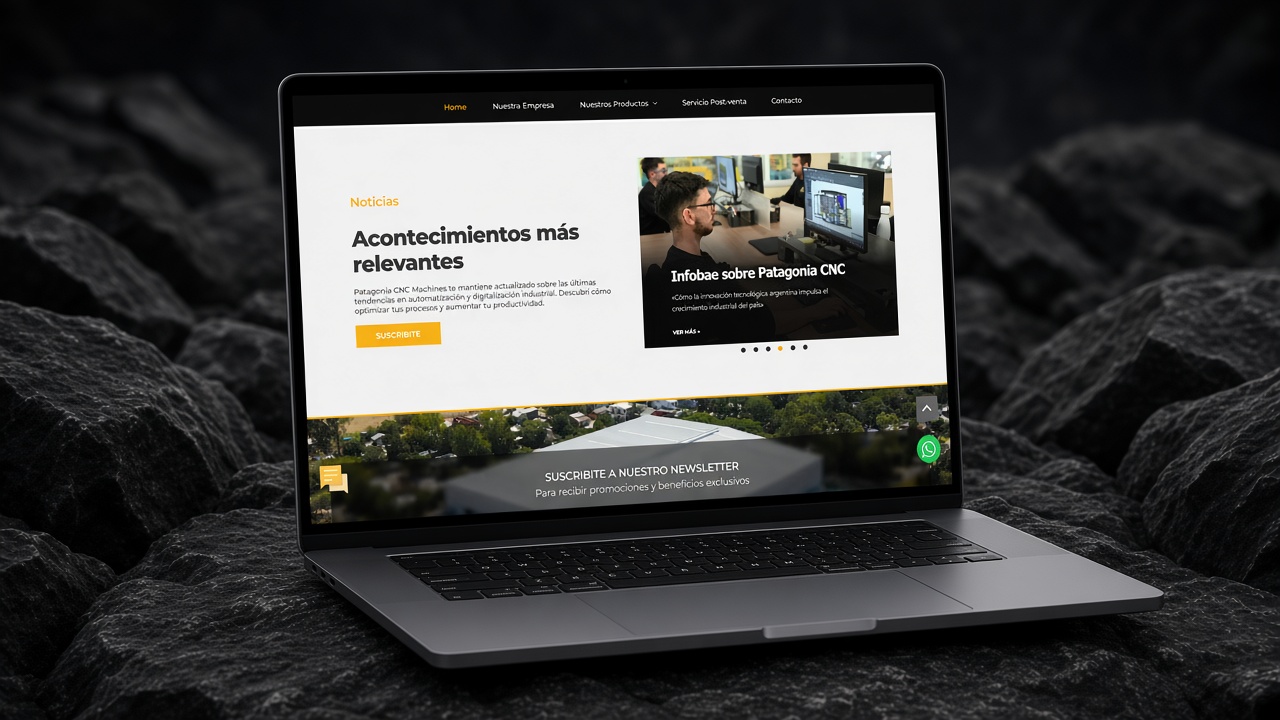 Home Nuestra Empresa Nuestros Productos Servicio Postventa Contacto
Noticias
Acontecimientos más
relevantes
Patagonia CNC Machines te mantiene actualizado sobre las últimas
tendencias en automatización y digitalización industrial. Descubrí cómo
optimizar tus procesos y aumentar tu productividad.
SUSCRIBITE
Infobae sobre Patagonia CNC
«Cómo la innovación tecnológica argentina impulsa el
crecimiento industrial del país»
VER MÁS »
SUSCRIBITE A NUESTRO NEWSLETTER
Para recibir promociones y beneficios exclusivos